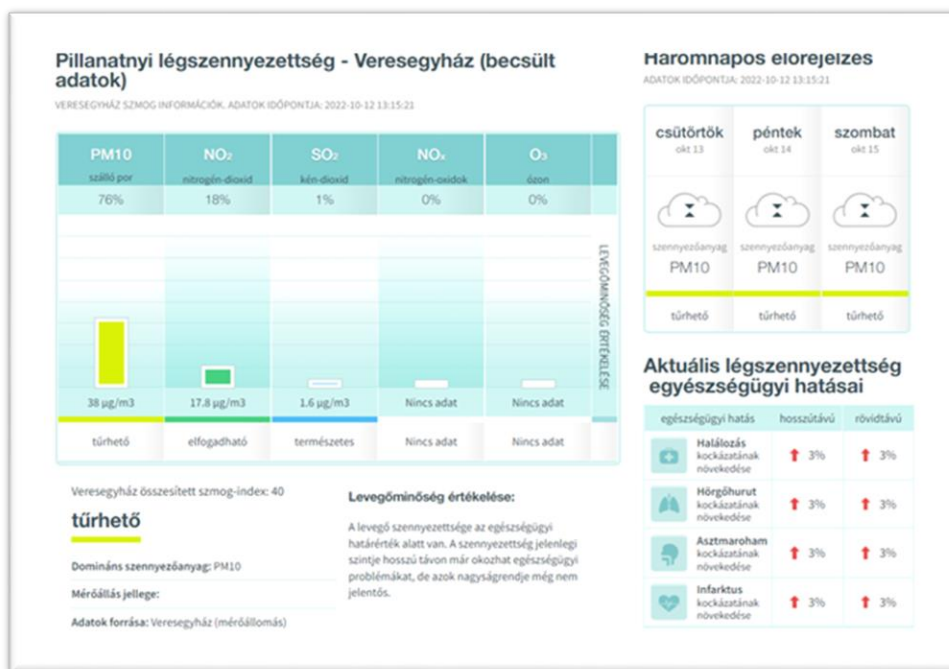 Pillanatnyi légszennyezettség - Veresegyház (becsült
adatok)
VERESEGYHÁZ SZMOG INFORMÁCIÓK. ADATOK IDŐPONTJA: 2022-10-12 13:15:21
PM10 NO₂ SO₂ NOₓ O₃
szálló por nitrogén-dioxid kén-dioxid nitrogén-oxidok ózon
76% 18% 1% 0% 0%
LEVEGŐMINŐSÉG ÉRTÉKELÉSE
38 µg/m3 17.8 µg/m3 1.6 µg/m3 Nincs adat Nincs adat
tűrhető elfogadható természetes Nincs adat Nincs adat
Veresegyház összesített szmog-index: 40
tűrhető
Domináns szennyezőanyag: PM10
Mérőállás jellege:
Adatok forrása: Veresegyház (mérőállomás)
Levegőminőség értékelése:
A levegő szennyezettsége az egészségügyi
határérték alatt van. A szennyezettség jelenlegi
szintje hosszú távon már okozhat egészségügyi
problémákat, de azok nagyságrendje még nem
jelentős.
Háromnapos előrejelzés
ADATOK IDŐPONTJA: 2022-10-12 13:15:21
csütörtök péntek szombat
okt 13 okt 14 okt 15
szennyezőanyag szennyezőanyag szennyezőanyag
PM10 PM10 PM10
tűrhető tűrhető tűrhető
Aktuális légszennyezettség
egyészségügyi hatásai
egészségügyi hatás hosszútávú rövidtávú
Halálozás
kockázatának 3% 3%
növekedése
Hörgőhurut
kockázatának 3% 3%
növekedése
Asztmaroham
kockázatának 3% 3%
növekedése
Infarktus
kockázatának 3% 3%
növekedése